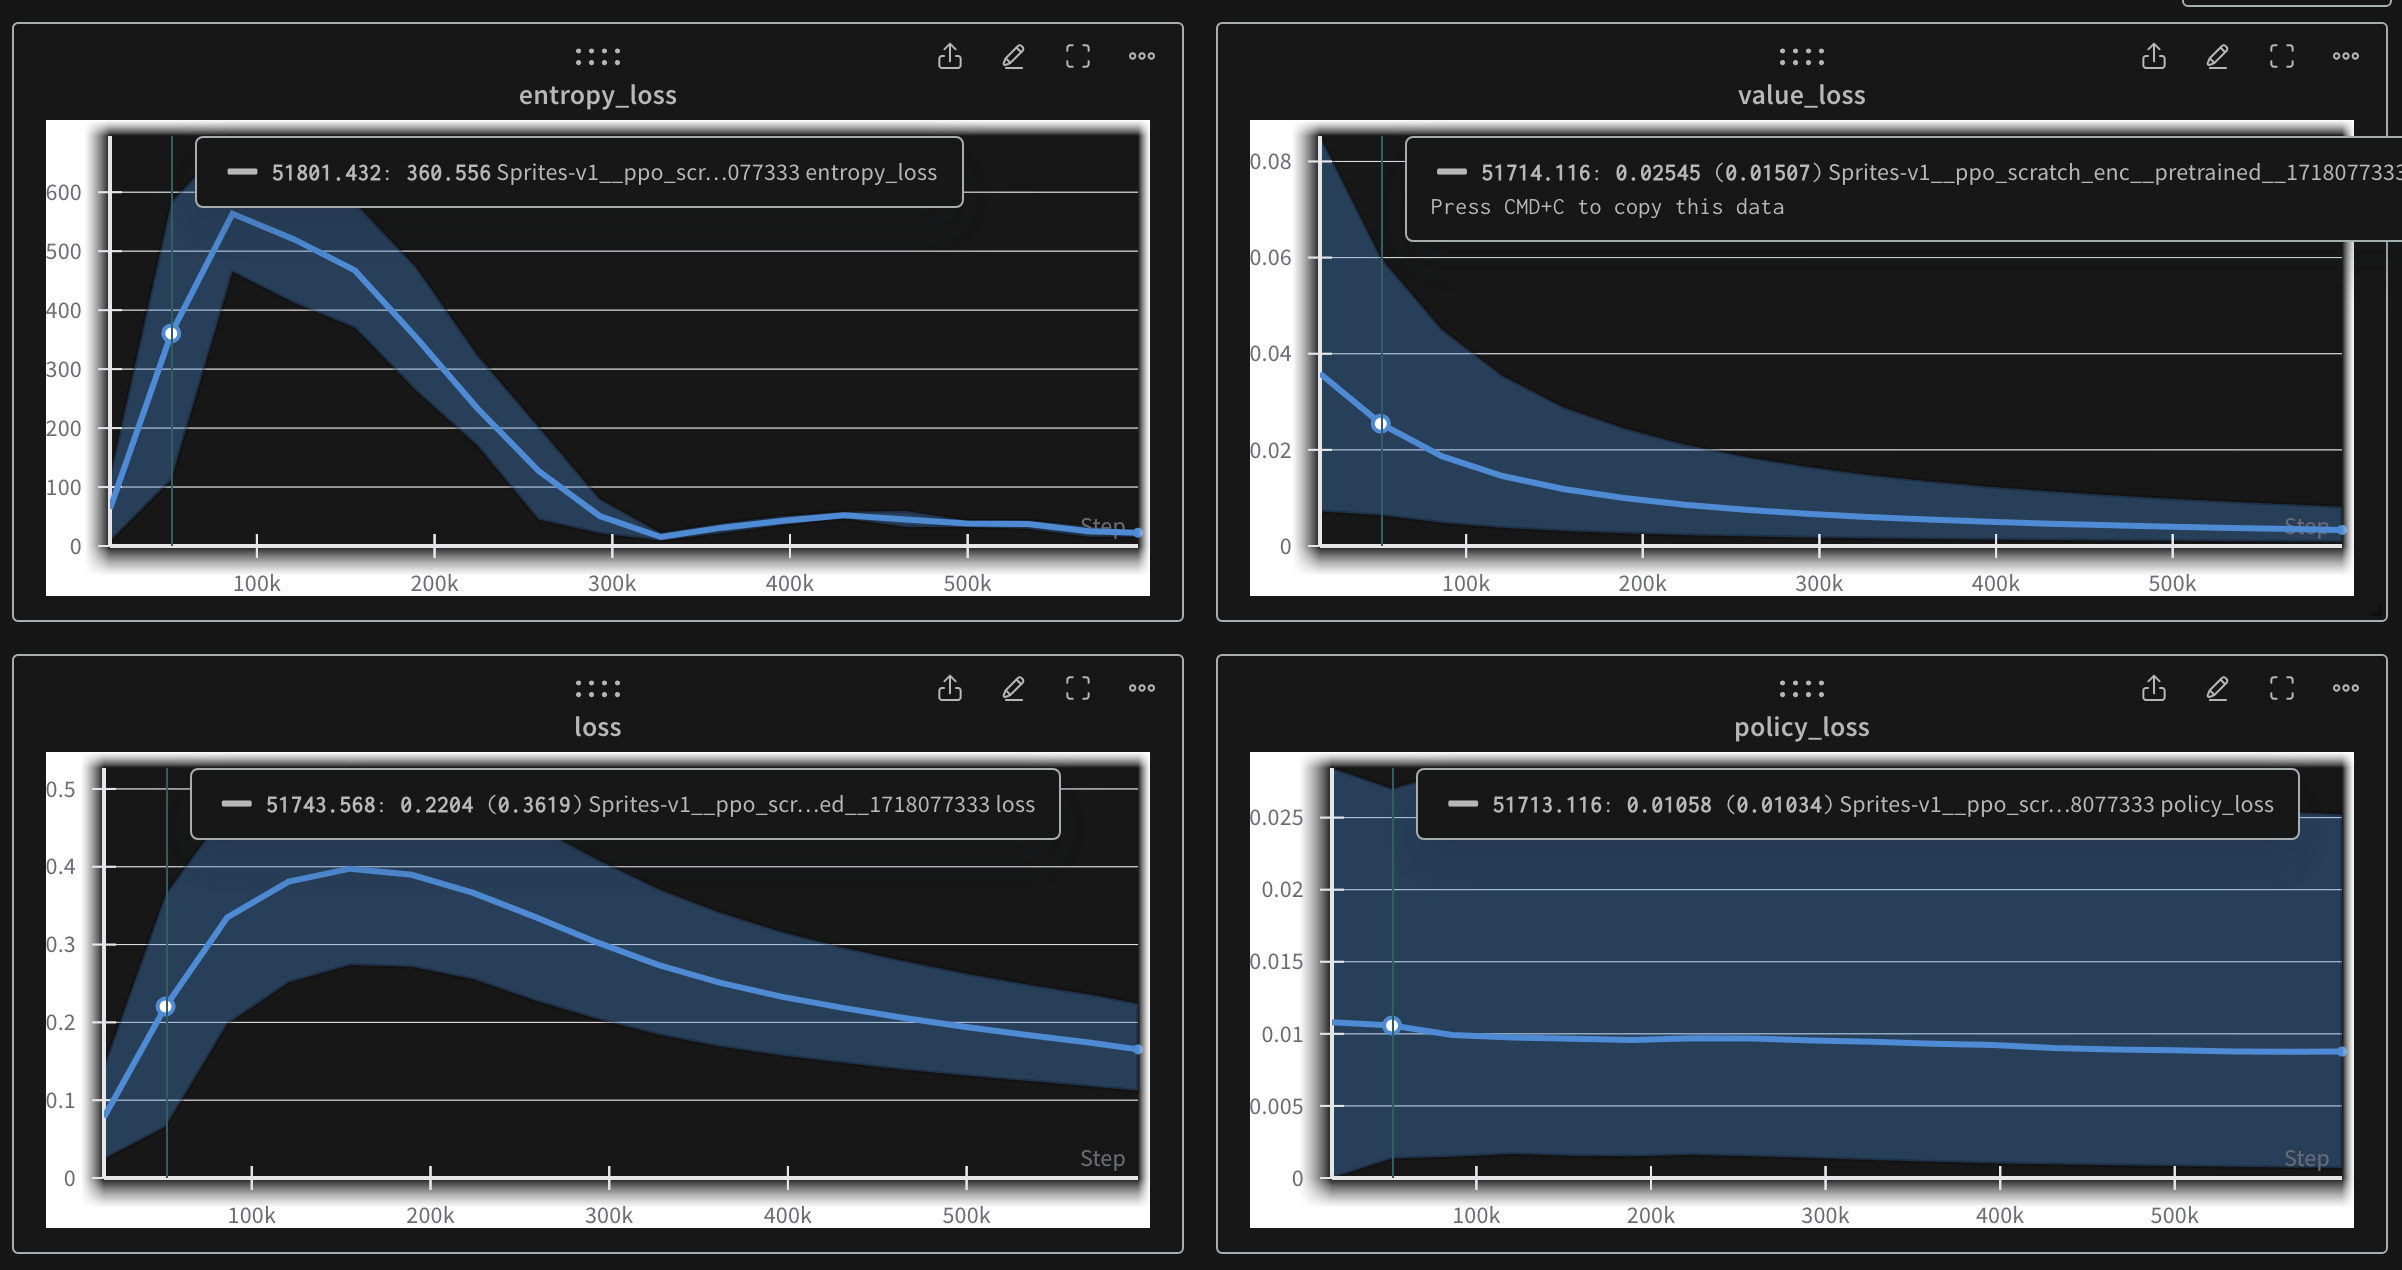 entropy_loss
51801.432: 360.556 Sprites-v1__ppo_scr...077333 entropy_loss
600
500
400
300
200
100
0
Step
100k 200k 300k 400k 500k
value_loss
51714.116: 0.02545 (0.01507) Sprites-v1__ppo_scratch_enc__pretrained__1718077333
Press CMD+C to copy this data
0.08
0.06
0.04
0.02
0
Step
100k 200k 300k 400k 500k
loss
51743.568: 0.2204 (0.3619) Sprites-v1__ppo_scr...ed__1718077333 loss
0.5
0.4
0.3
0.2
0.1
0
Step
100k 200k 300k 400k 500k
policy_loss
51713.116: 0.01058 (0.01034) Sprites-v1__ppo_scr...8077333 policy_loss
0.025
0.02
0.015
0.01
0.005
0
Step
100k 200k 300k 400k 500k